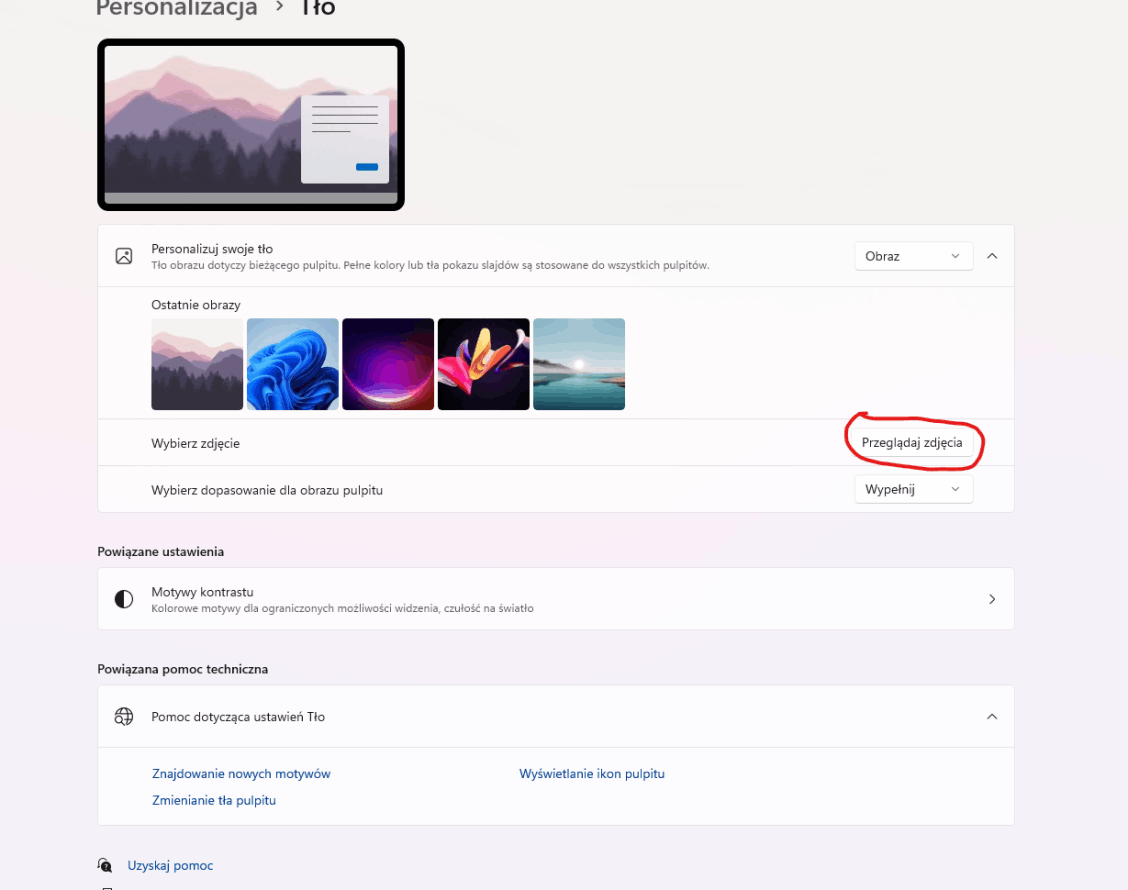 Personalizacja > Tło
Personalizuj swoje tło
Tło obrazu dotyczy bieżącego pulpitu. Pełne kolory lub tła pokazu slajdów są stosowane do wszystkich pulpitów.
Obraz
Ostatnie obrazy
Wybierz zdjęcie
Przeglądaj zdjęcia
Wybierz dopasowanie dla obrazu pulpitu
Wypełnij
Powiązane ustawienia
Motywy kontrastu
Kolorowe motywy dla ograniczonych możliwości widzenia, czułość na światło
Powiązana pomoc techniczna
Pomoc dotycząca ustawień Tło
Znajdowanie nowych motywów
Wyświetlanie ikon pulpitu
Zmienianie tła pulpitu
Uzyskaj pomoc